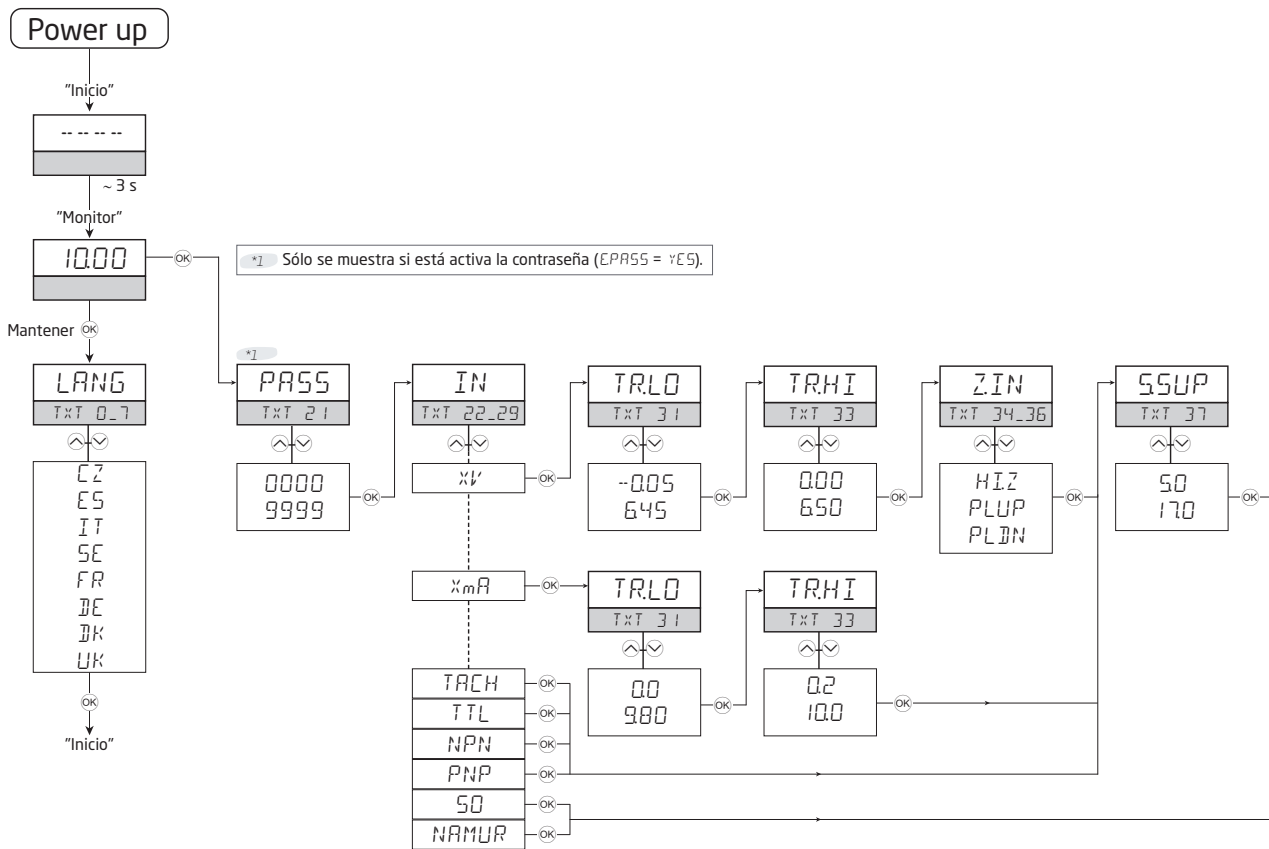 Power up
"Inicio"
-- -- -- --
~ 3 s
"Monitor"
10.00
OK
*1 Sólo se muestra si está activa la contraseña (EPASS = YES).
Mantener OK
LANG
TXT 0_7
CZ
ES
IT
SE
FR
DE
DK
UK
OK
"Inicio"
*1
PASS
TXT 21
0000
9999
OK
IN
TXT 22_29
XV
OK
XmA
OK
TACH
OK
TTL
OK
NPN
OK
PNP
OK
S0
OK
NAMUR
OK
TR.LO
TXT 31
-0.05
6.45
OK
TR.HI
TXT 33
0.00
6.50
OK
Z.IN
TXT 34_36
HI.Z
PLUP
PLDN
OK
S.SUP
TXT 37
5.0
17.0
OK
TR.LO
TXT 31
0.0
9.80
OK
TR.HI
TXT 33
0.2
10.0
OK